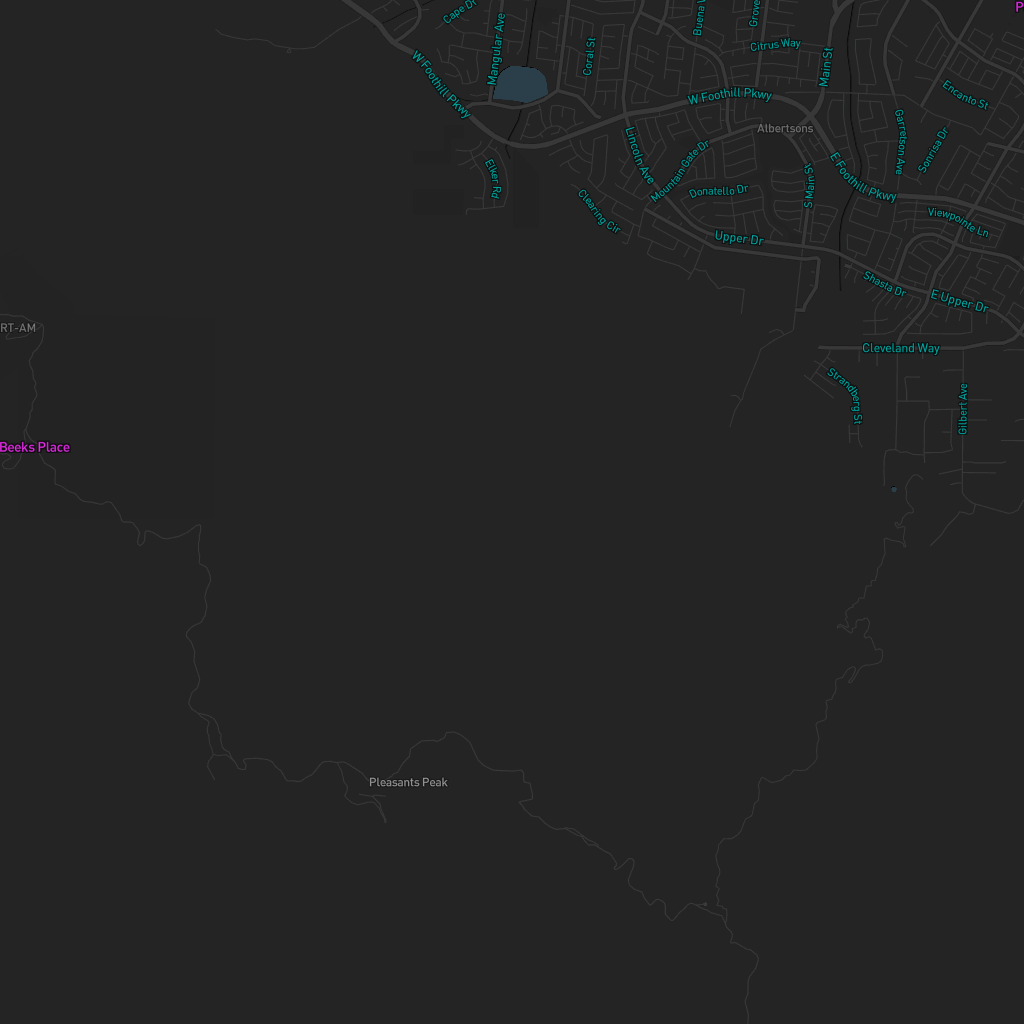 Cape Dr
Mangular Ave
W Foothill Pkwy
Coral St
Buena
Grove
Citrus Way
Main St
P
W Foothill Pkwy
Albertsons
Encanto St
Garretson Ave
Sonrisa Dr
Lincoln Ave
Mountain Gate Dr
Donatello Dr
S Main St
E Foothill Pkwy
Viewpointe Ln
Elker Rd
Clearing Cir
Upper Dr
Shasta Dr
E Upper Dr
RT-AM
Cleveland Way
Strandberg St
Gilbert Ave
Beeks Place
Pleasants Peak